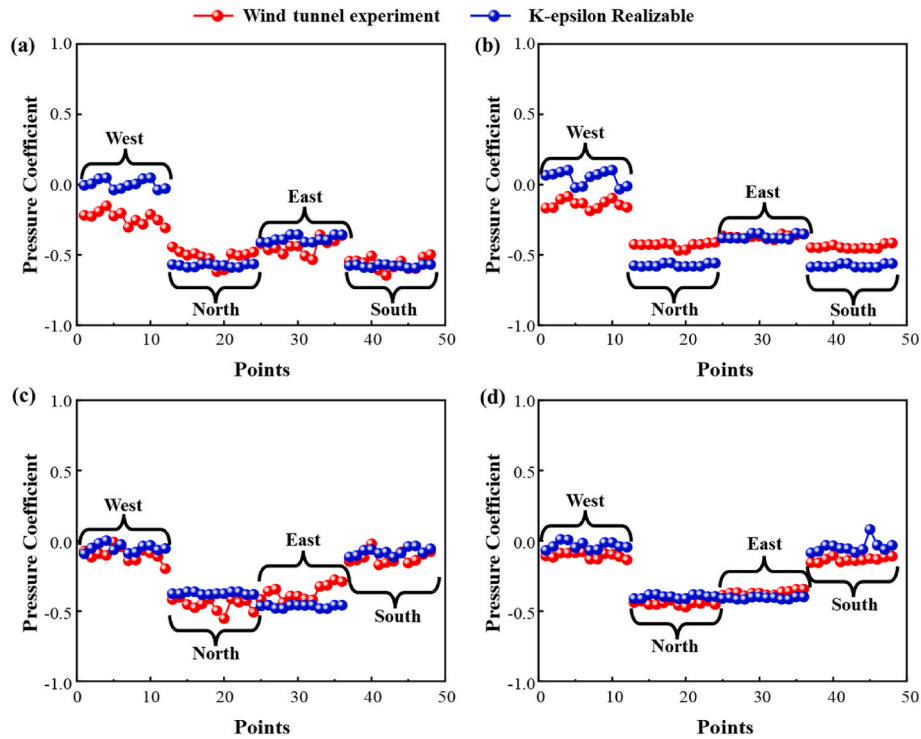 Wind tunnel experiment K-epsilon Realizable
(a) (b)
1.0 1.0
0.5 0.5
West West
East East
0.0 0.0
-0.5 -0.5
North South North South
-1.0 -1.0
0 10 20 30 40 50 0 10 20 30 40 50
Pressure Coefficient Pressure Coefficient
Points Points
(c) (d)
1.0 1.0
0.5 0.5
West West
East East
0.0 0.0
-0.5 -0.5
North South North South
-1.0 -1.0
0 10 20 30 40 50 0 10 20 30 40 50
Pressure Coefficient Pressure Coefficient
Points Points